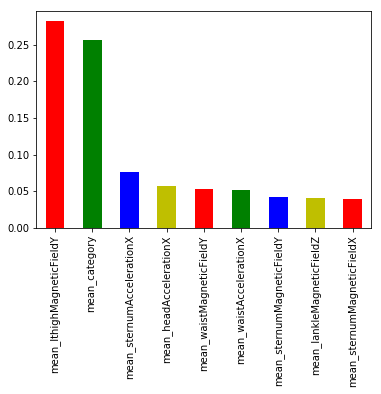 0.25
0.20
0.15
0.10
0.05
0.00
mean_lthighMagneticFieldY
mean_category
mean_sternumAccelerationX
mean_headAccelerationX
mean_waistMagneticFieldY
mean_waistAccelerationX
mean_sternumMagneticFieldY
mean_lankleMagneticFieldZ
mean_sternumMagneticFieldX